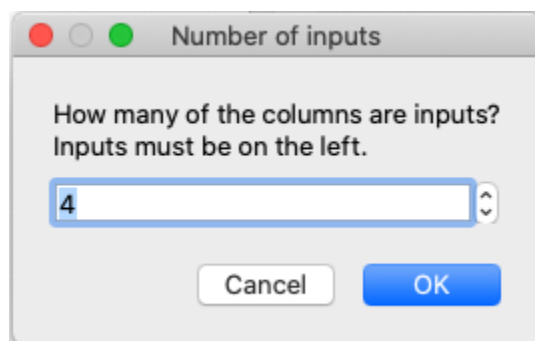 Number of inputs
How many of the columns are inputs?
Inputs must be on the left.
4
Cancel
OK